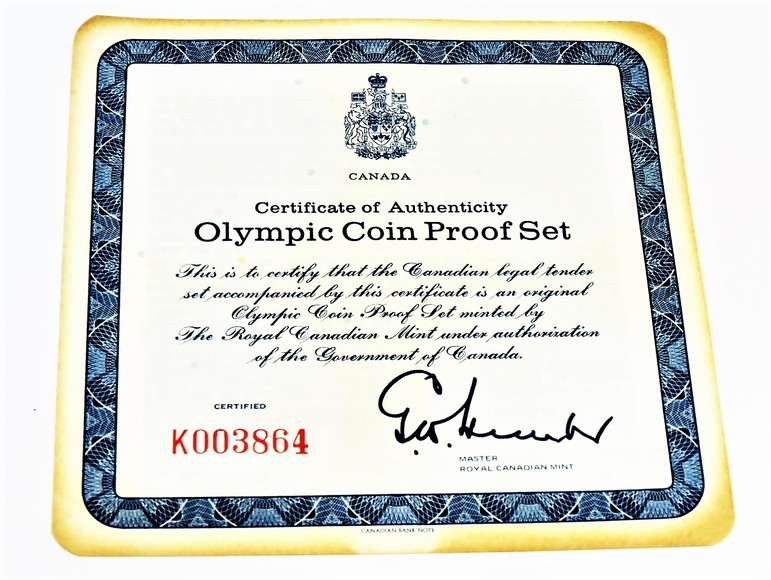 CANADA
Certificate of Authenticity
Olympic Coin Proof Set
This is to certify that the Canadian legal tender
set accompanied by this certificate is an original
Olympic Coin Proof Set minted by
The Royal Canadian Mint under authorization
of the Government of Canada.
CERTIFIED
K003864
MASTER
ROYAL CANADIAN MINT
CANADIAN BANK NOTE